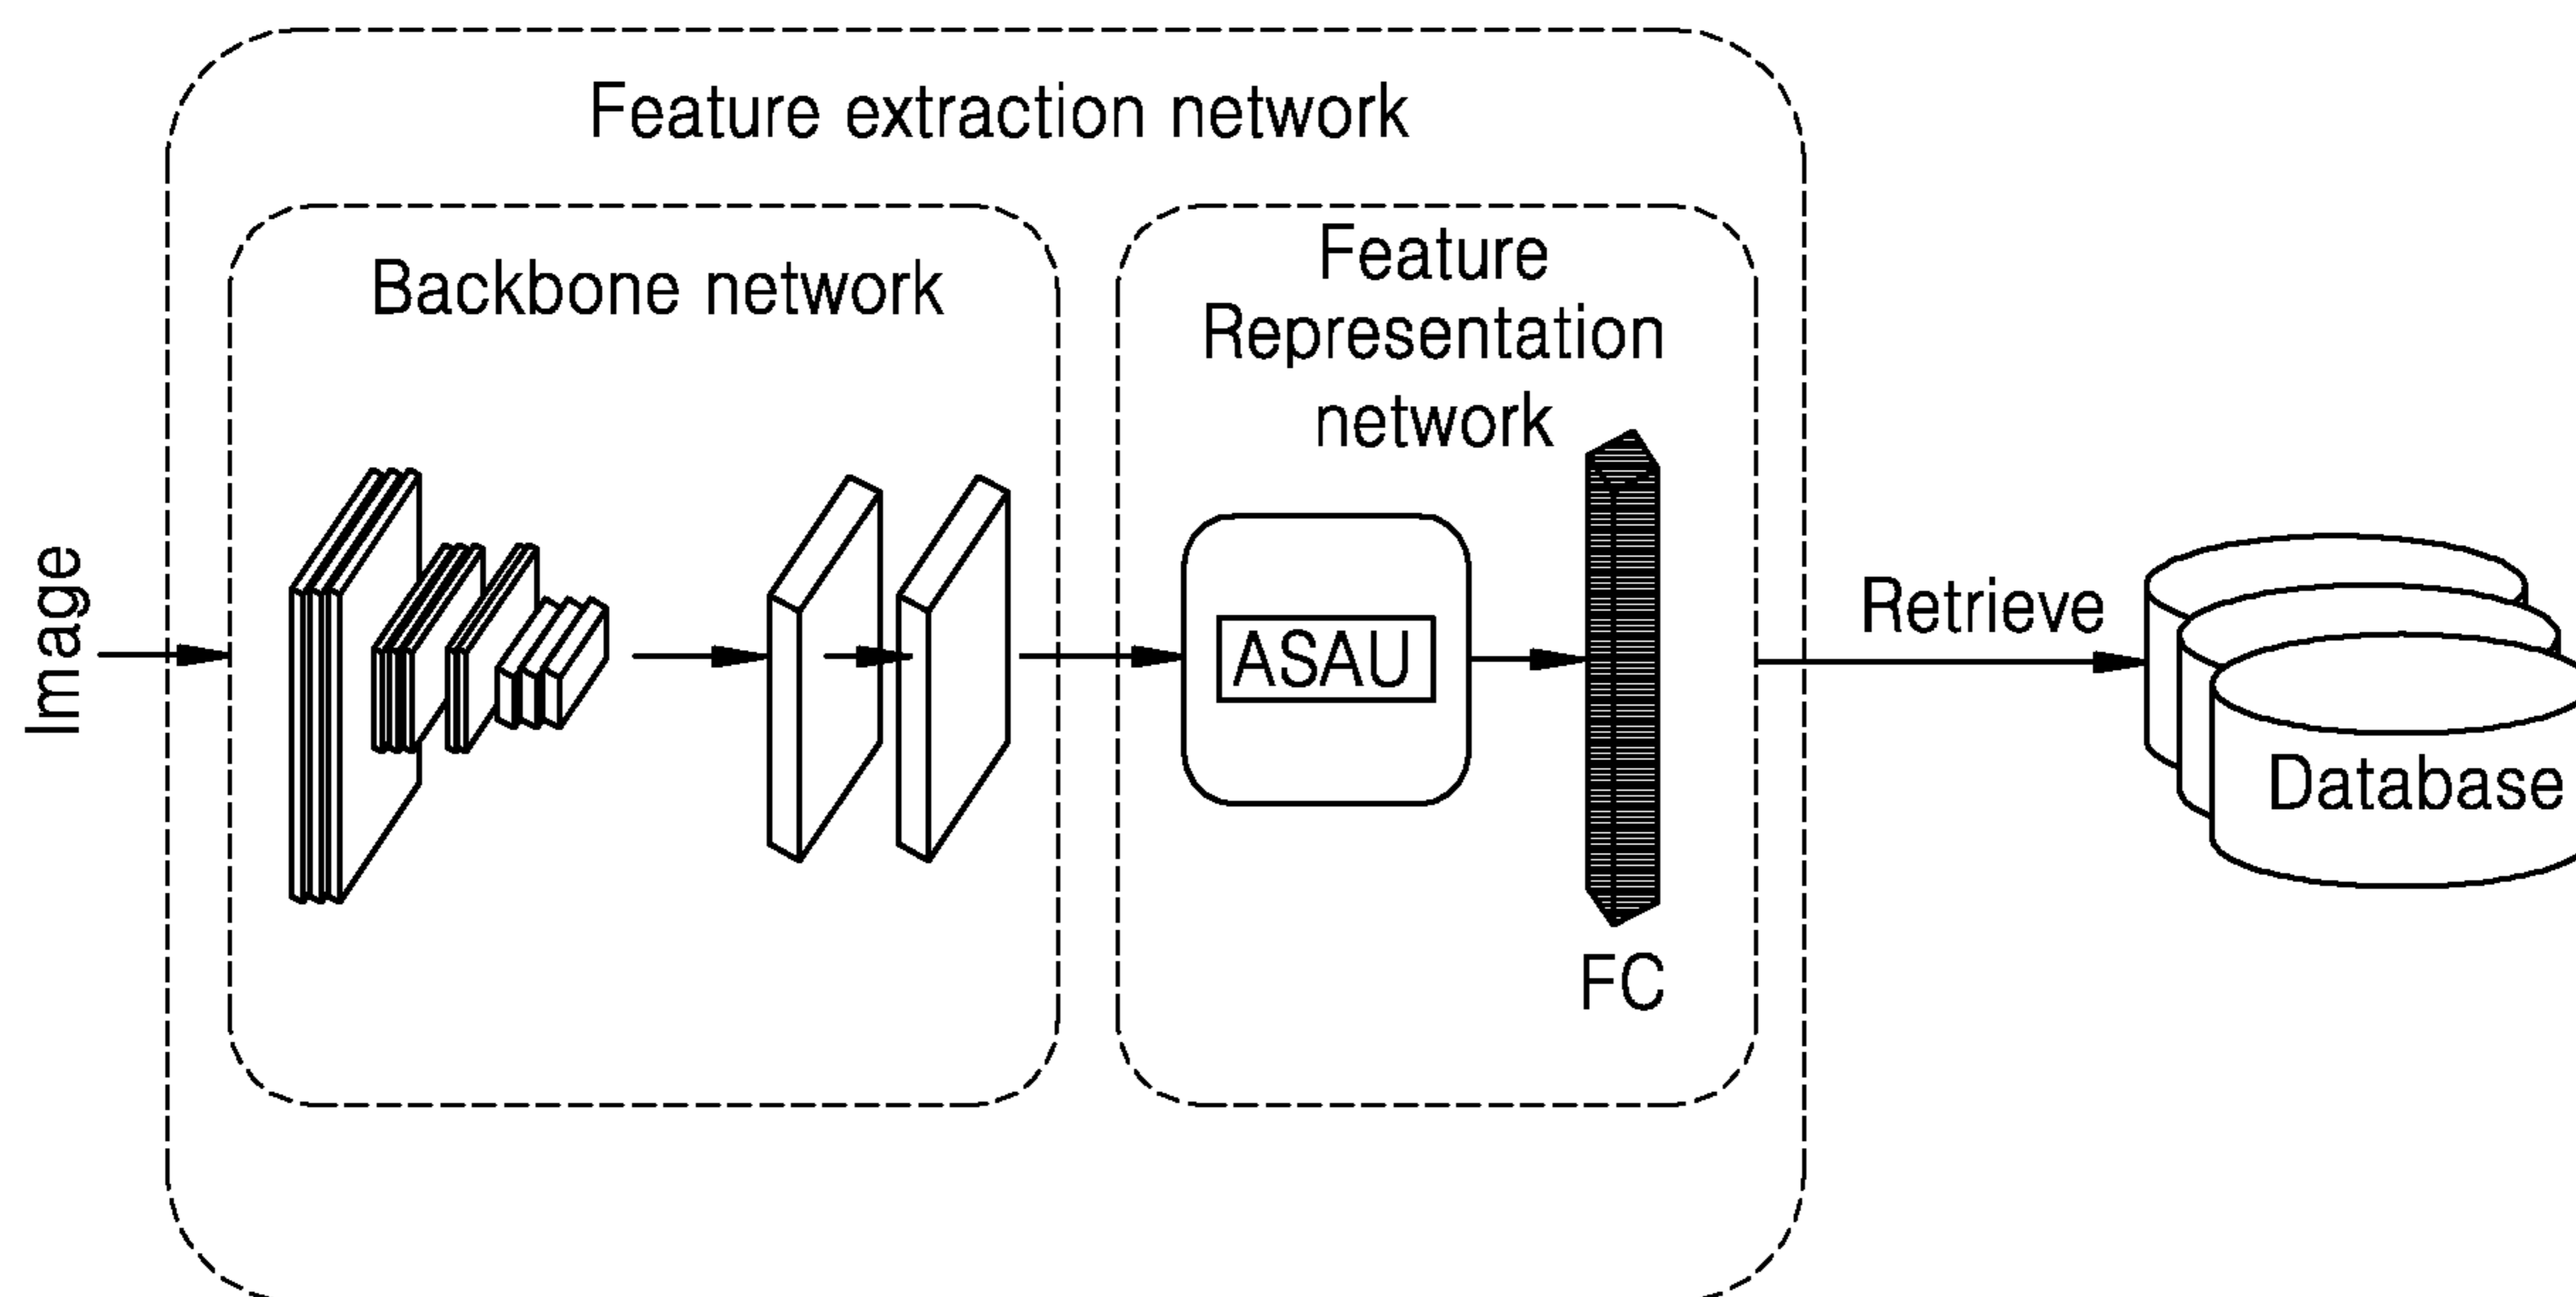 Feature extraction network
Backbone network
Feature
Representation
network
Image
ASAU
FC
Retrieve
Database